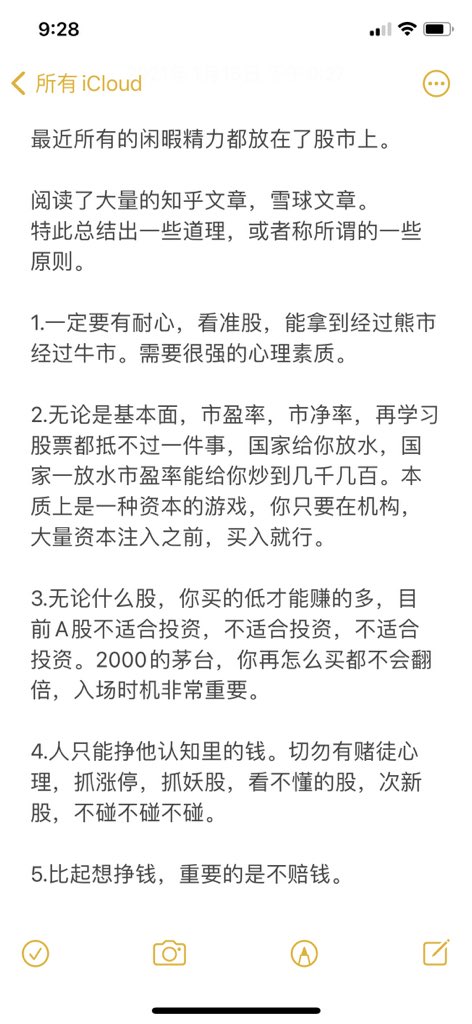 9:28
所有 iCloud
最近所有的闲暇精力都放在了股市上。
阅读了大量的知乎文章，雪球文章。
特此总结出一些道理，或者称所谓的一些
原则。
1.一定要有耐心，看准股，能拿到经过熊市
经过牛市。需要很强的心理素质。
2.无论是基本面，市盈率，市净率，再学习
股票都抵不过一件事，国家给你放水，国
家一放水市盈率能给你炒到几千几百。本
质上是一种资本的游戏，你只要在机构，
大量资本注入之前，买入就行。
3.无论什么股，你买的低才能赚的多，目
前A股不适合投资，不适合投资，不适合
投资。2000的茅台，你再怎么买都不会翻
倍，入场时机非常重要。
4.人只能挣他认知里的钱。切勿有赌徒心
理，抓涨停，抓妖股，看不懂的股，次新
股，不碰不碰不碰。
5.比起想挣钱，重要的是不赔钱。